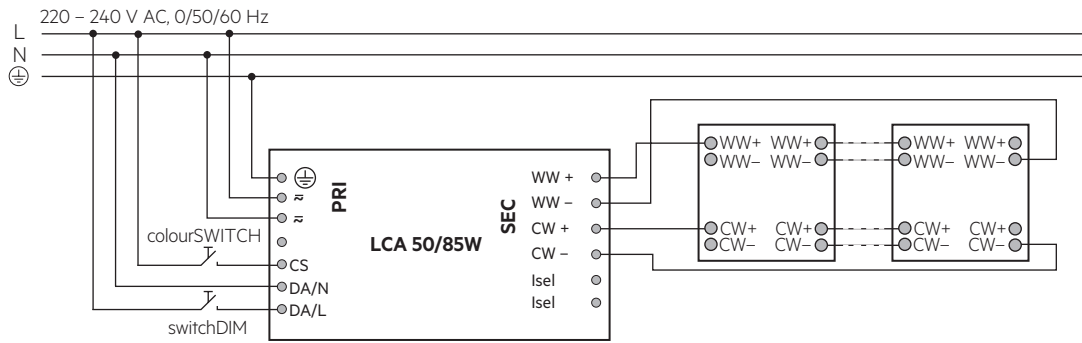 220 – 240 V AC, 0/50/60 Hz
L
N
PRI
≂
≂
colourSWITCH
CS
DA/N
DA/L
switchDIM
LCA 50/85W
SEC
WW +
WW –
CW +
CW –
Isel
Isel
WW+ WW+
WW– WW–
CW+ CW+
CW– CW–
WW+ WW+
WW– WW–
CW+ CW+
CW– CW–